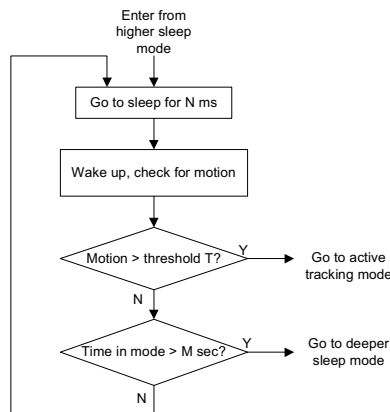 Enter from
higher sleep
mode
Go to sleep for N ms
Wake up, check for motion
Motion > threshold T?
Y
Go to active
tracking mode
N
Time in mode > M sec?
Y
Go to deeper
sleep mode
N